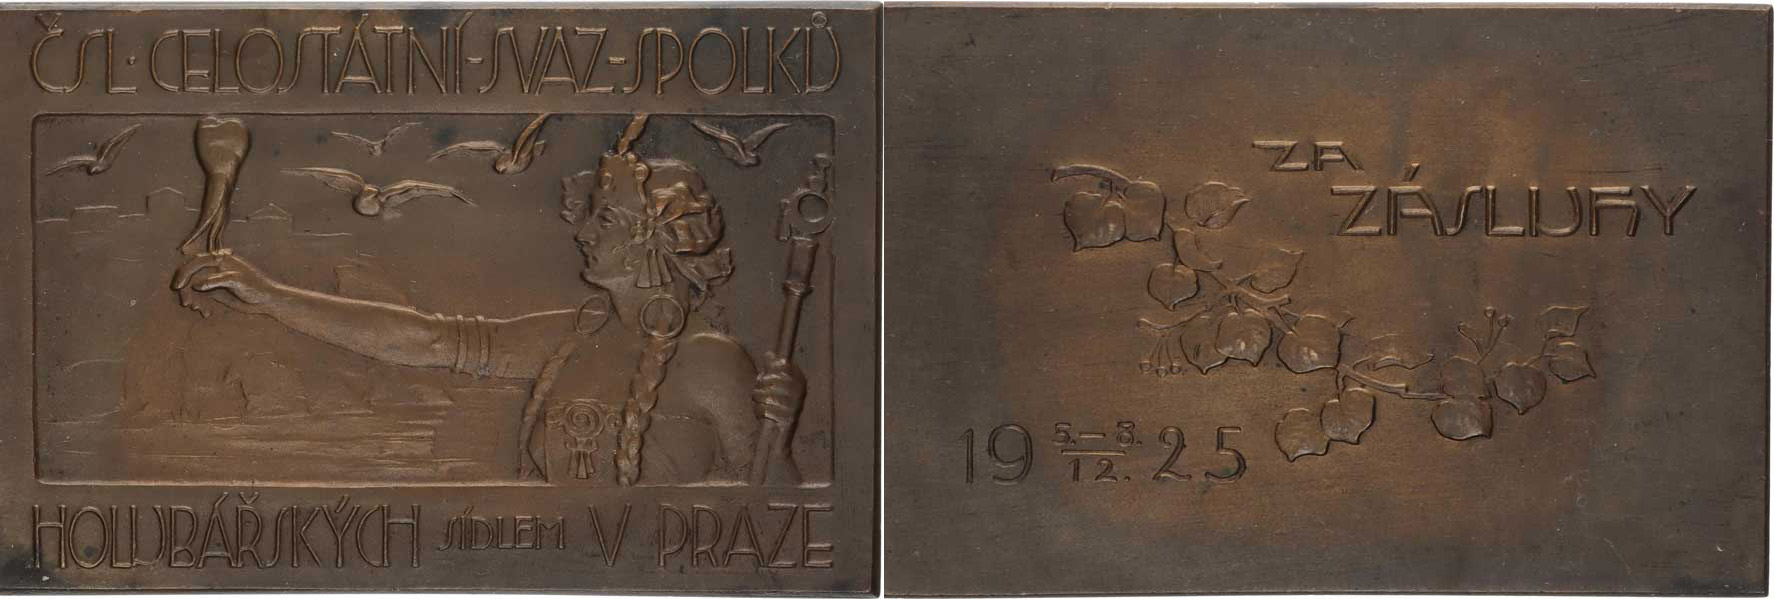 ČSL · CELOSTÁTNÍ - SVAZ - SPOLKŮ
HOLUBÁŘSKÝCH SÍDLEM V PRAZE
ZA
ZÁSLUHY
19 5.-8. 25
12.